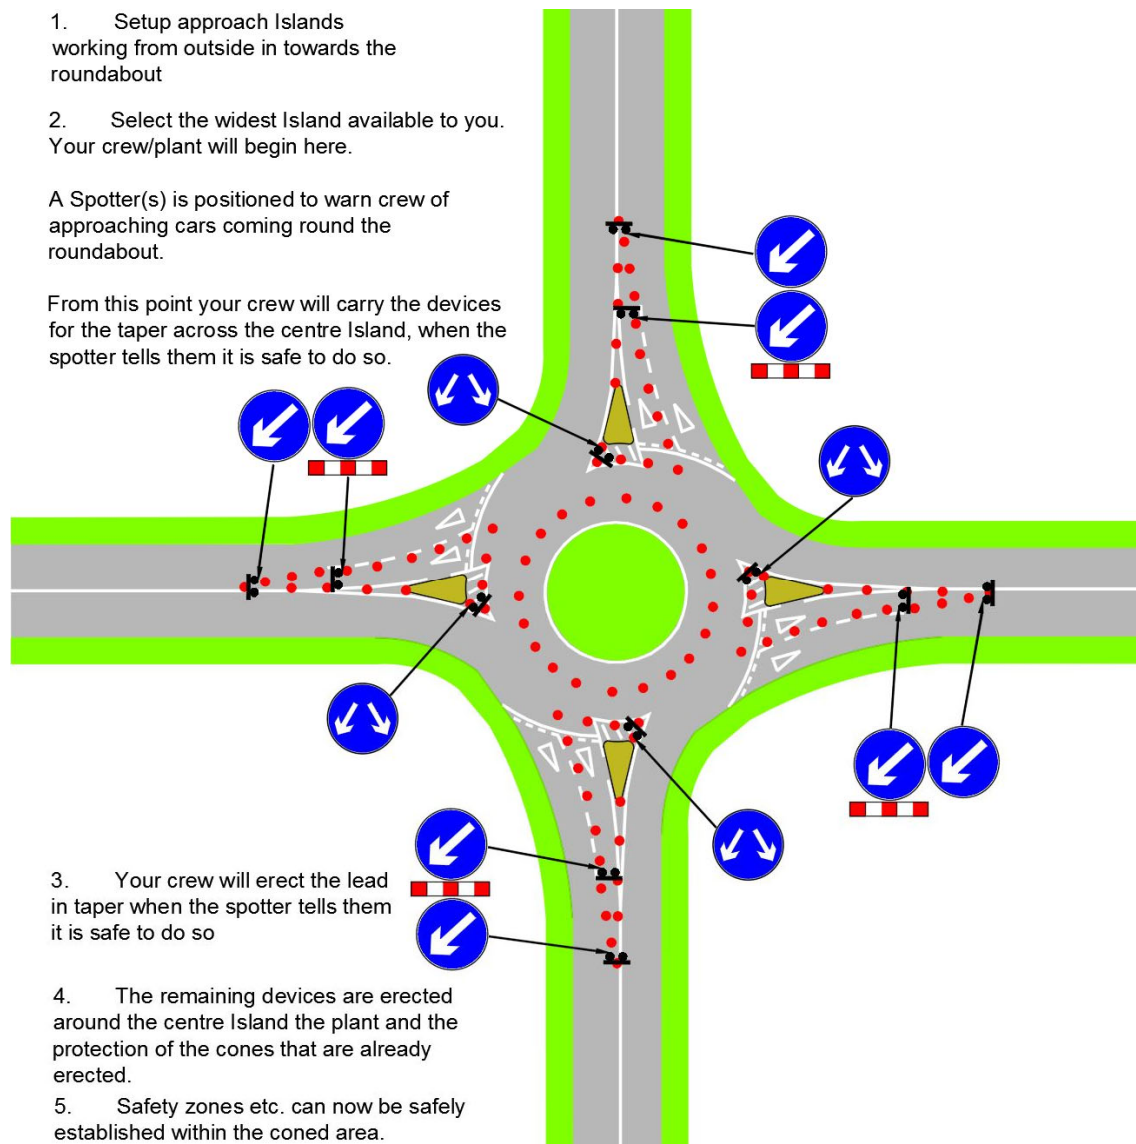 1. Setup approach Islands
working from outside in towards the
roundabout
2. Select the widest Island available to you.
Your crew/plant will begin here.
A Spotter(s) is positioned to warn crew of
approaching cars coming round the
roundabout.
From this point your crew will carry the devices
for the taper across the centre Island, when the
spotter tells them it is safe to do so.
3. Your crew will erect the lead
in taper when the spotter tells them
it is safe to do so
4. The remaining devices are erected
around the centre Island the plant and the
protection of the cones that are already
erected.
5. Safety zones etc. can now be safely
established within the coned area.